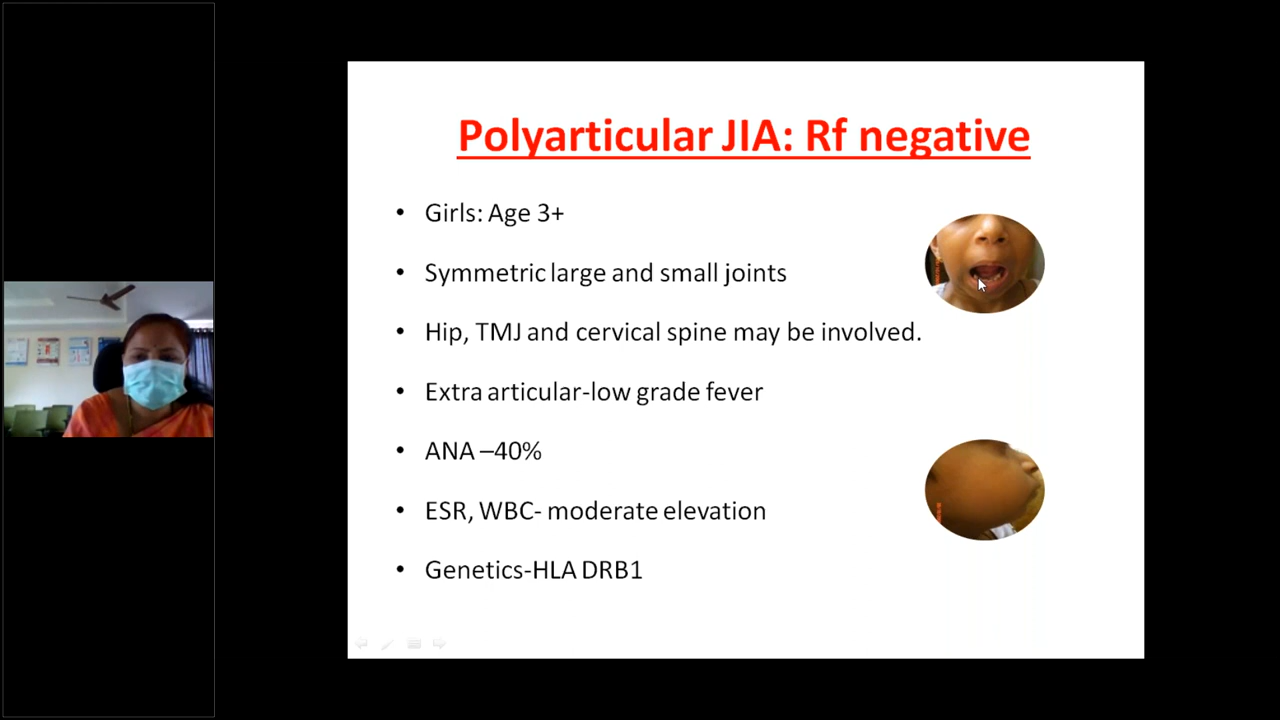 Polyarticular JIA: Rf negative
• Girls: Age 3+
• Symmetric large and small joints
• Hip, TMJ and cervical spine may be involved.
• Extra articular-low grade fever
• ANA –40%
• ESR, WBC- moderate elevation
• Genetics-HLA DRB1